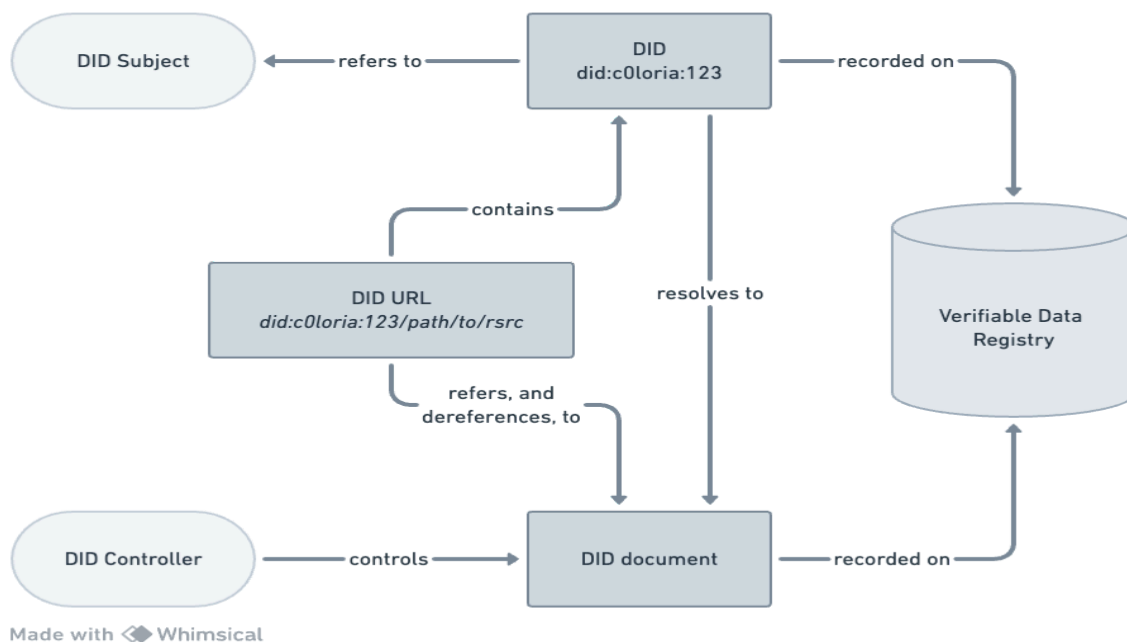 DID Subject
refers to
DID
did:c0loria:123
recorded on
contains
DID URL
did:c0loria:123/path/to/rsrc
resolves to
Verifiable Data
Registry
refers, and
dereferences, to
DID Controller
controls
DID document
recorded on
Made with Whimsical